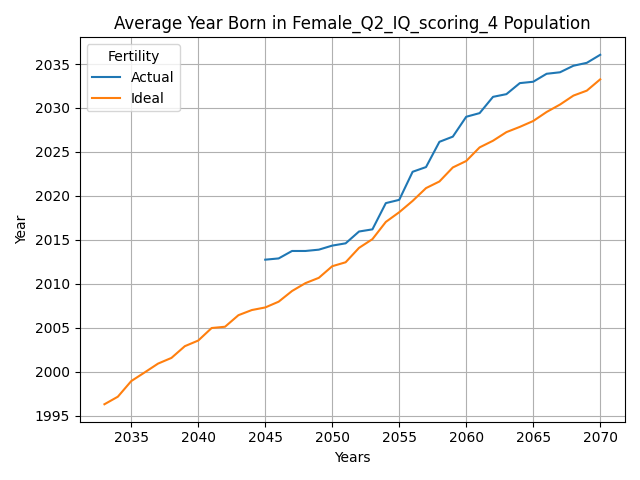 Average Year Born in Female_Q2_IQ_scoring_4 Population
Fertility
Actual
Ideal
Year
2035
2030
2025
2020
2015
2010
2005
2000
1995
2035 2040 2045 2050 2055 2060 2065 2070
Years